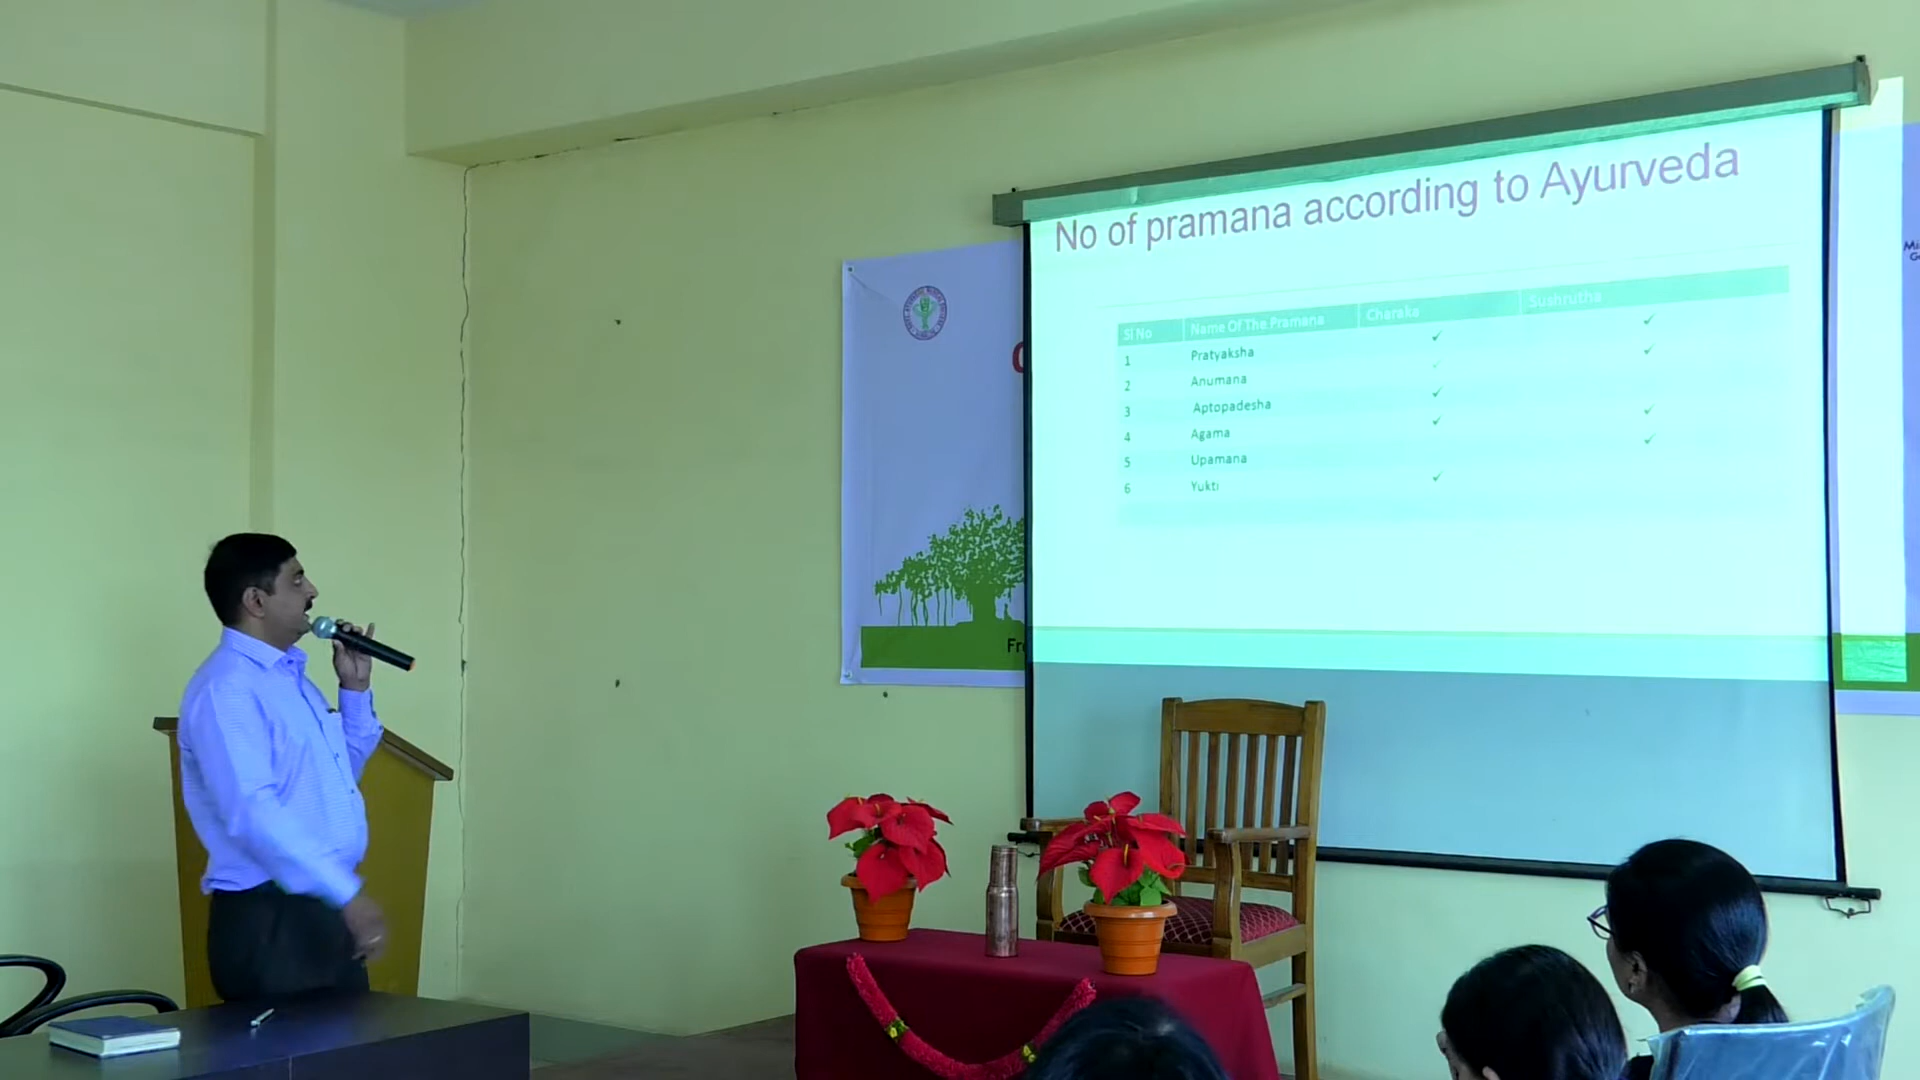 No of pramana according to Ayurveda
Sl No Name Of The Pramana Charaka Sushrutha
1 Pratyaksha ✓ ✓
2 Anumana ✓ ✓
3 Aptopadesha ✓
4 Agama ✓ ✓
5 Upamana ✓
6 Yukti ✓